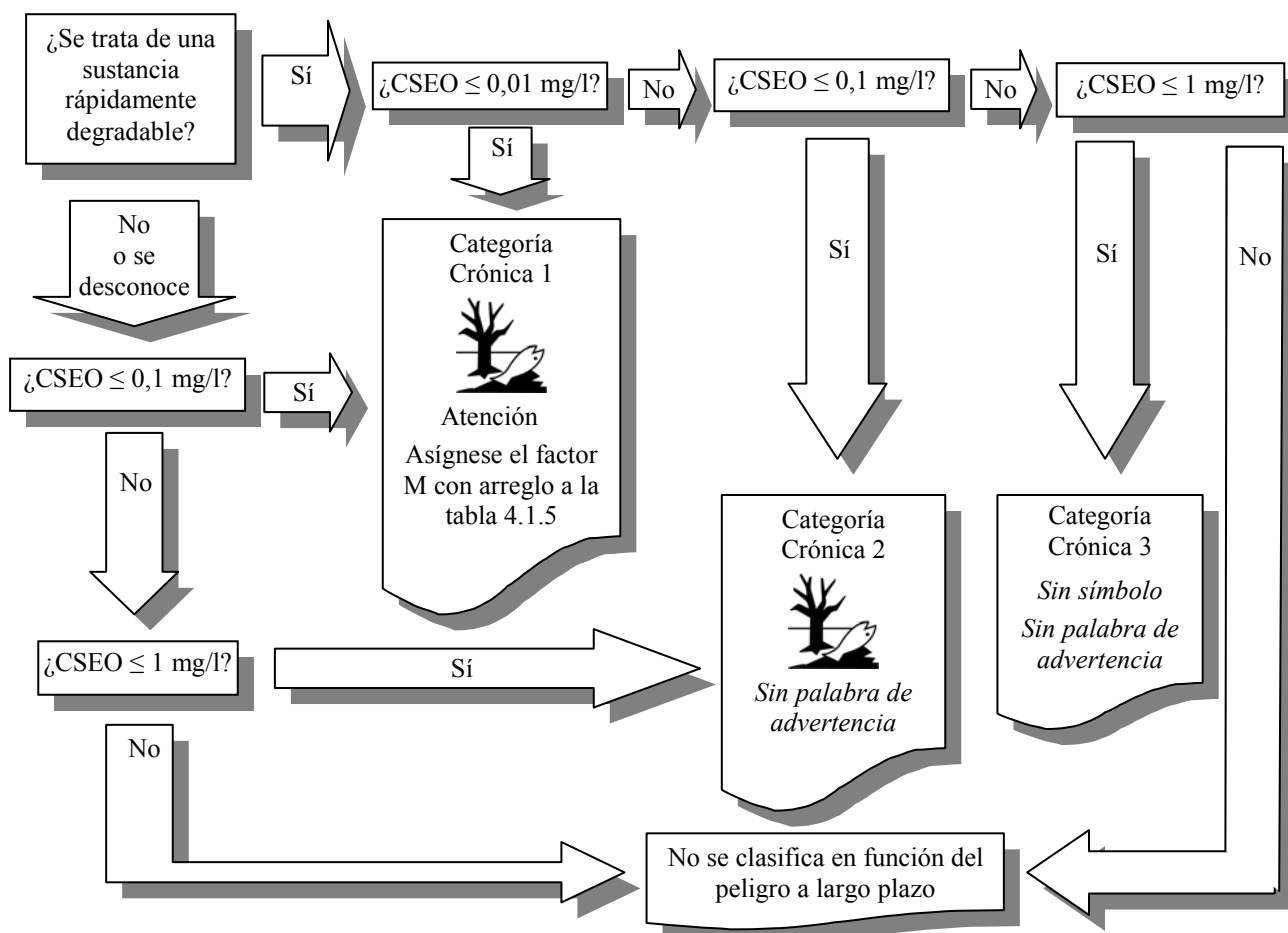 ¿Se trata de una
sustancia
rápidamente
degradable?
Sí
¿CSEO ≤ 0,01 mg/l?
No
¿CSEO ≤ 0,1 mg/l?
No
¿CSEO ≤ 1 mg/l?
Sí
No
o se
desconoce
Categoría
Crónica 1
Atención
Asígnese el factor
M con arreglo a la
tabla 4.1.5
Sí
Sí
No
¿CSEO ≤ 0,1 mg/l?
Sí
No
Categoría
Crónica 2
Sin palabra de
advertencia
Categoría
Crónica 3
Sin símbolo
Sin palabra de
advertencia
¿CSEO ≤ 1 mg/l?
Sí
No
No se clasifica en función del
peligro a largo plazo